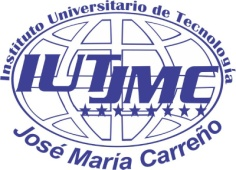 Instituto Universitario de Tecnología
IUTJMC
José María Carreño